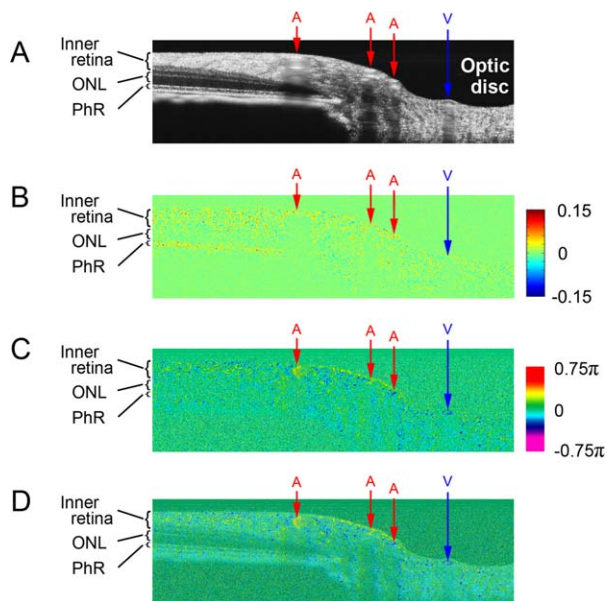 A
Inner
retina
ONL
PhR
A
A
A
V
Optic
disc
B
Inner
retina
ONL
PhR
A
A
A
V
0.15
0
-0.15
C
Inner
retina
ONL
PhR
A
A
A
V
0.75π
0
-0.75π
D
Inner
retina
ONL
PhR
A
A
A
V